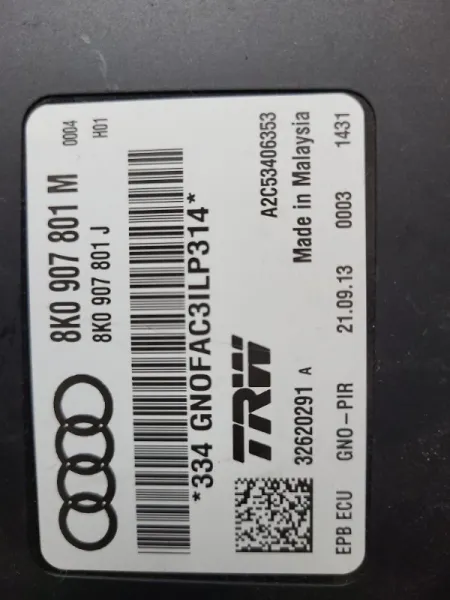 8K0 907 801 M 0004
8K0 907 801 J H01
*334 GNOFAC3ILP314*
TRW
32620291 A A2C53406353
Made in Malaysia
EPB ECU GNO-PIR 21.09.13 0003 1431